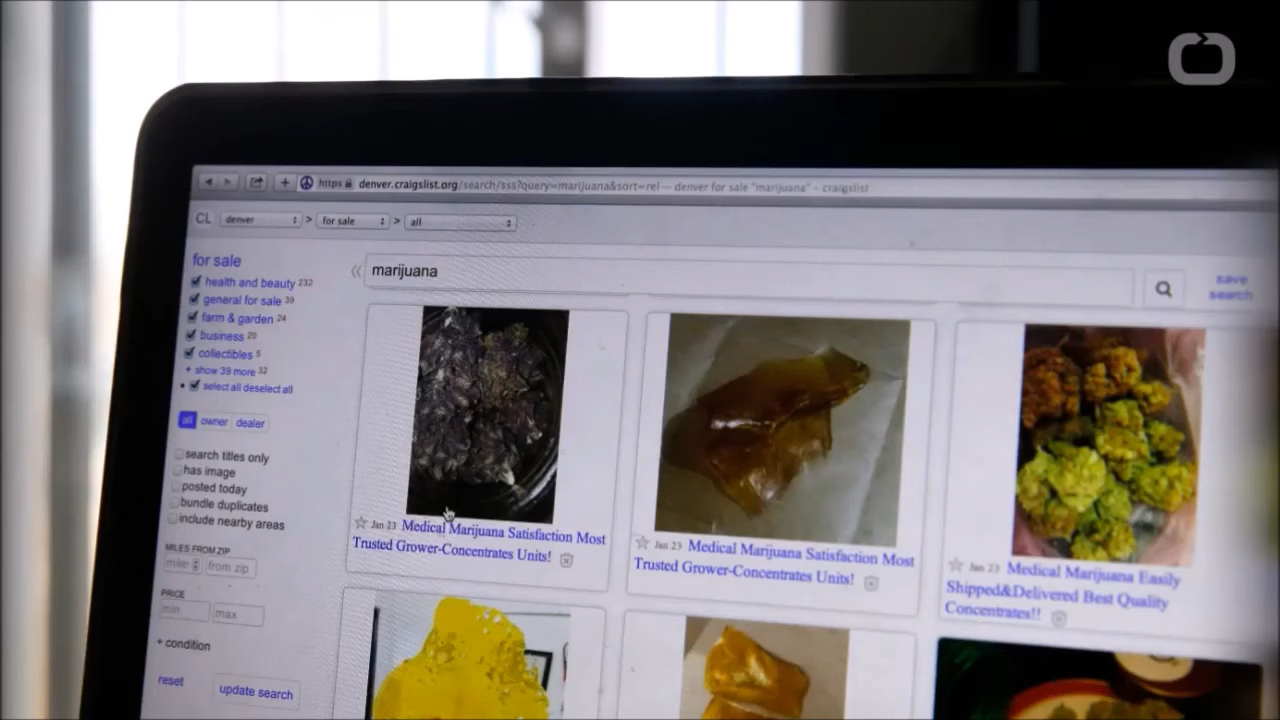 https denver.craigslist.org/search/sss?query=marijuana&sort=rel — denver for sale "marijuana" - craigslist
CL denver > for sale > all
for sale
health and beauty 232
general for sale 39
farm & garden 24
business 20
collectibles 5
+ show 39 more 32
select all deselect all
all owner dealer
search titles only
has image
posted today
bundle duplicates
include nearby areas
MILES FROM ZIP
miles from zip
PRICE
min max
+ condition
reset update search
marijuana
save
search
Jan 23 Medical Marijuana Satisfaction Most
Trusted Grower-Concentrates Units!
Jan 23 Medical Marijuana Satisfaction Most
Trusted Grower-Concentrates Units!
Jan 23 Medical Marijuana Easily
Shipped&Delivered Best Quality
Concentrates!!